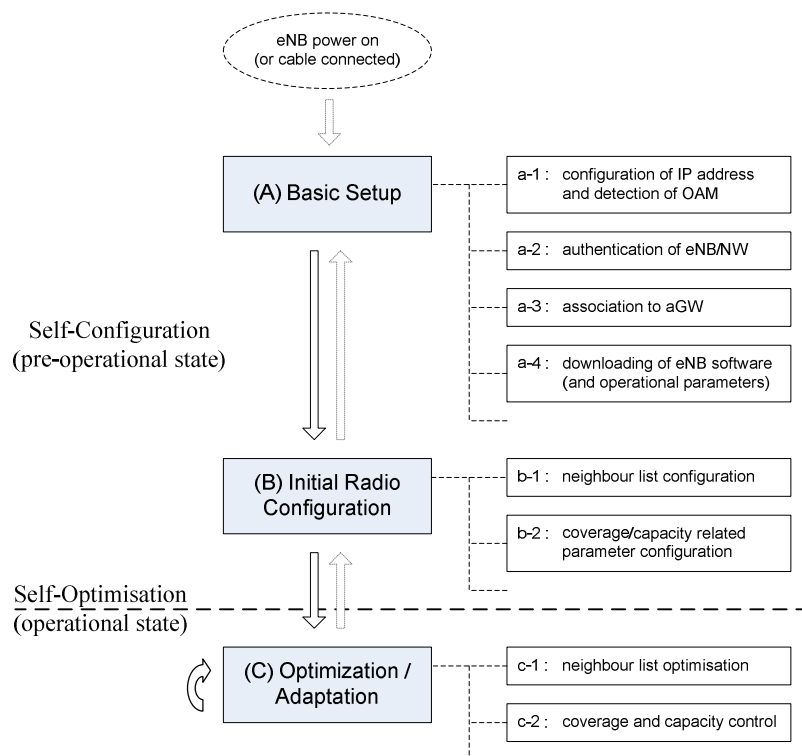 eNB power on
(or cable connected)
(A) Basic Setup
a-1 : configuration of IP address
and detection of OAM
a-2 : authentication of eNB/NW
a-3 : association to aGW
a-4 : downloading of eNB software
(and operational parameters)
Self-Configuration
(pre-operational state)
(B) Initial Radio
Configuration
b-1 : neighbour list configuration
b-2 : coverage/capacity related
parameter configuration
Self-Optimisation
(operational state)
(C) Optimization /
Adaptation
c-1 : neighbour list optimisation
c-2 : coverage and capacity control